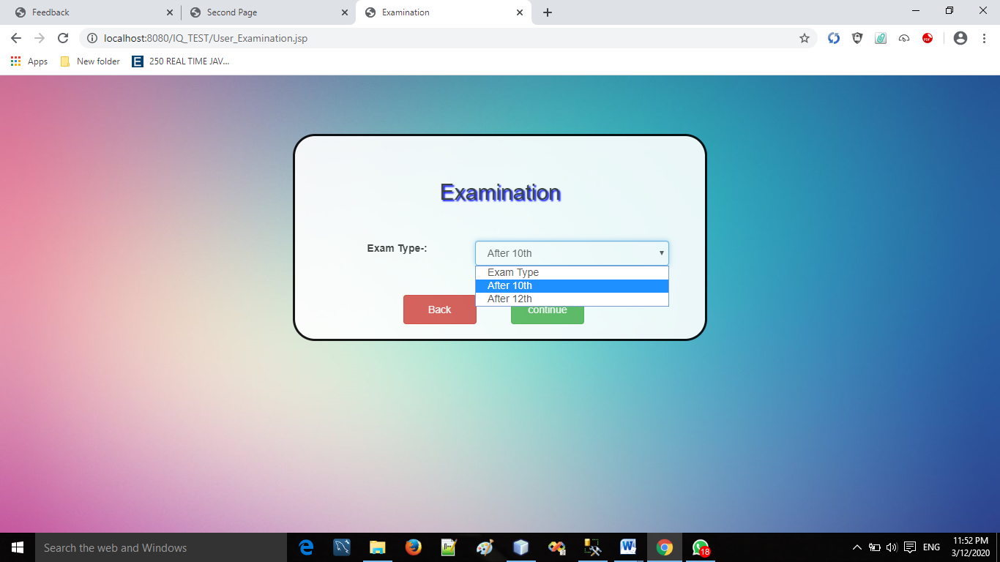 Feedback
Second Page
Examination
localhost:8080/IQ_TEST/User_Examination.jsp
Apps
New folder
E
250 REAL TIME JAV...
PDF
Examination
Exam Type-:
After 10th
Exam Type
After 10th
After 12th
Back
continue
Search the web and Windows
18
ENG
11:52 PM
3/12/2020